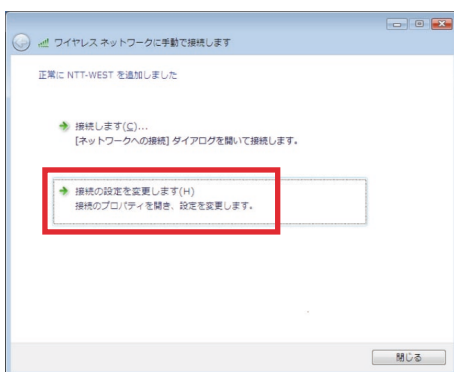 ワイヤレス ネットワークに手動で接続します
正常に NTT-WEST を追加しました
接続します(C)...
[ネットワークへの接続] ダイアログを開いて接続します。
接続の設定を変更します(H)
接続のプロパティを開き、設定を変更します。
閉じる